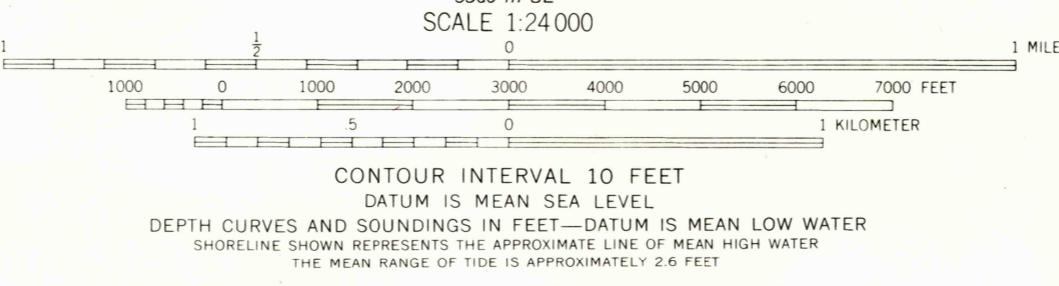 SCALE 1:24 000
1 1/2 0 1 MILE
1000 0 1000 2000 3000 4000 5000 6000 7000 FEET
1 .5 0 1 KILOMETER
CONTOUR INTERVAL 10 FEET
DATUM IS MEAN SEA LEVEL
DEPTH CURVES AND SOUNDINGS IN FEET—DATUM IS MEAN LOW WATER
SHORELINE SHOWN REPRESENTS THE APPROXIMATE LINE OF MEAN HIGH WATER
THE MEAN RANGE OF TIDE IS APPROXIMATELY 2.6 FEET